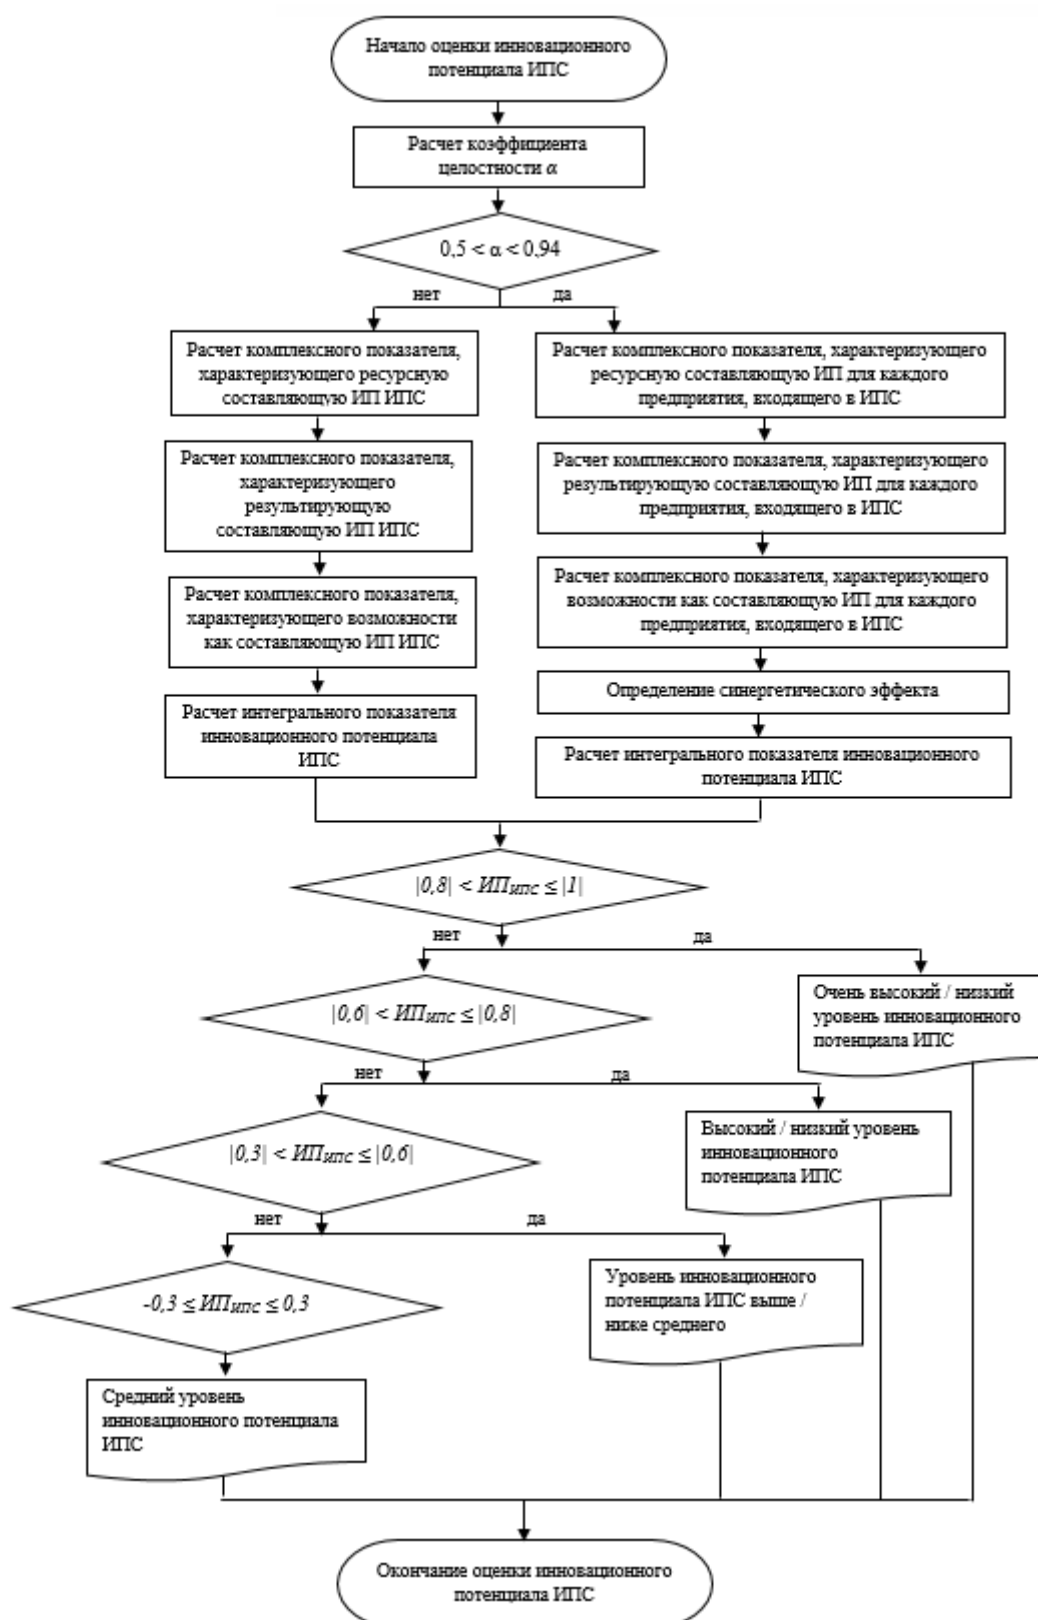 Начало оценки инновационного
потенциала ИПС
Расчет коэффициента
целостности α
0,5 < α < 0,94
нет
да
Расчет комплексного показателя,
характеризующего ресурсную
составляющую ИП ИПС
Расчет комплексного показателя,
характеризующего
результирующую
составляющую ИП ИПС
Расчет комплексного показателя,
характеризующего возможности
как составляющую ИП ИПС
Расчет интегрального показателя
инновационного потенциала
ИПС
Расчет комплексного показателя, характеризующего
ресурсную составляющую ИП для каждого
предприятия, входящего в ИПС
Расчет комплексного показателя, характеризующего
результирующую составляющую ИП для каждого
предприятия, входящего в ИПС
Расчет комплексного показателя, характеризующего
возможности как составляющую ИП для каждого
предприятия, входящего в ИПС
Определение синергетического эффекта
Расчет интегрального показателя инновационного
потенциала ИПС
|0,8| < ИПИПС ≤ |1|
нет
да
Очень высокий / низкий
уровень инновационного
потенциала ИПС
|0,6| < ИПИПС ≤ |0,8|
нет
да
Высокий / низкий уровень
инновационного
потенциала ИПС
|0,3| < ИПИПС ≤ |0,6|
нет
да
Уровень инновационного
потенциала ИПС выше /
ниже среднего
-0,3 ≤ ИПИПС ≤ 0,3
Средний уровень
инновационного потенциала
ИПС
Окончание оценки инновационного
потенциала ИПС